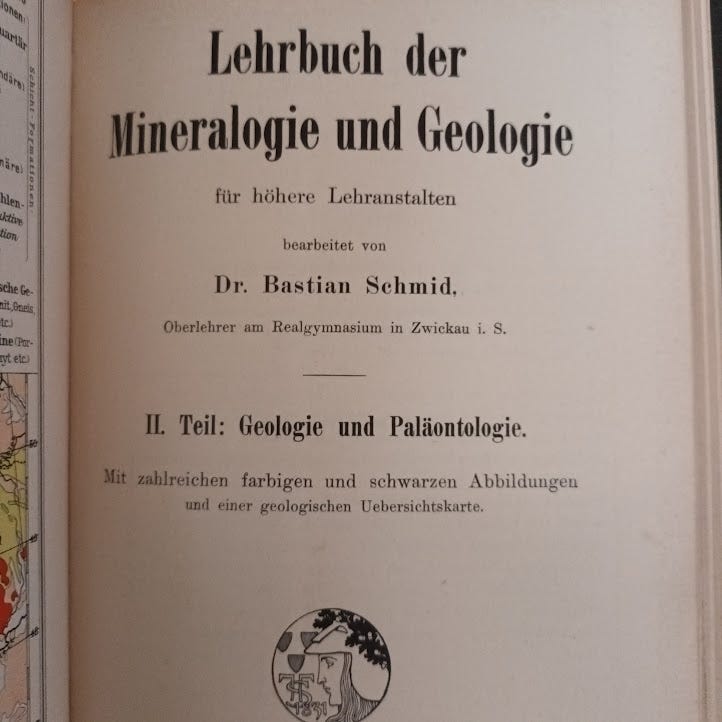 Lehrbuch der
Mineralogie und Geologie
für höhere Lehranstalten
bearbeitet von
Dr. Bastian Schmid,
Oberlehrer am Realgymnasium in Zwickau i. S.
II. Teil: Geologie und Paläontologie.
Mit zahlreichen farbigen und schwarzen Abbildungen
und einer geologischen Uebersichtskarte.
1831